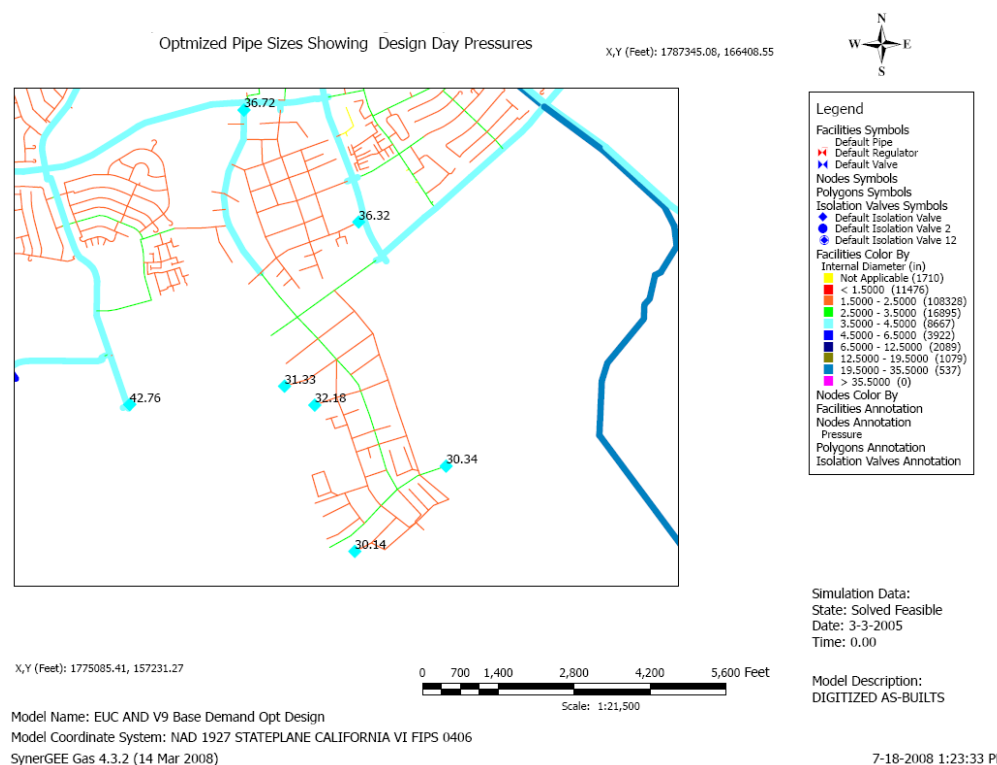 N
W E
S
Optmized Pipe Sizes Showing Design Day Pressures
X,Y (Feet): 1787345.08, 166408.55
36.72
36.32
31.33
32.18
42.76
30.34
30.14
Legend
Facilities Symbols
Default Pipe
Default Regulator
Default Valve
Nodes Symbols
Polygons Symbols
Isolation Valves Symbols
Default Isolation Valve
Default Isolation Valve 2
Default Isolation Valve 12
Facilities Color By
Internal Diameter (in)
Not Applicable (1710)
< 1.5000 (11476)
1.5000 - 2.5000 (108328)
2.5000 - 3.5000 (16895)
3.5000 - 4.5000 (8667)
4.5000 - 6.5000 (3922)
6.5000 - 12.5000 (2089)
12.5000 - 19.5000 (1079)
19.5000 - 35.5000 (537)
> 35.5000 (0)
Nodes Color By
Facilities Annotation
Nodes Annotation
Pressure
Polygons Annotation
Isolation Valves Annotation
Simulation Data:
State: Solved Feasible
Date: 3-3-2005
Time: 0.00
Model Description:
DIGITIZED AS-BUILTS
X,Y (Feet): 1775085.41, 157231.27
0 700 1,400 2,800 4,200 5,600 Feet
Scale: 1:21,500
Model Name: EUC AND V9 Base Demand Opt Design
Model Coordinate System: NAD 1927 STATEPLANE CALIFORNIA VI FIPS 0406
SynerGEE Gas 4.3.2 (14 Mar 2008)
7-18-2008 1:23:33 P